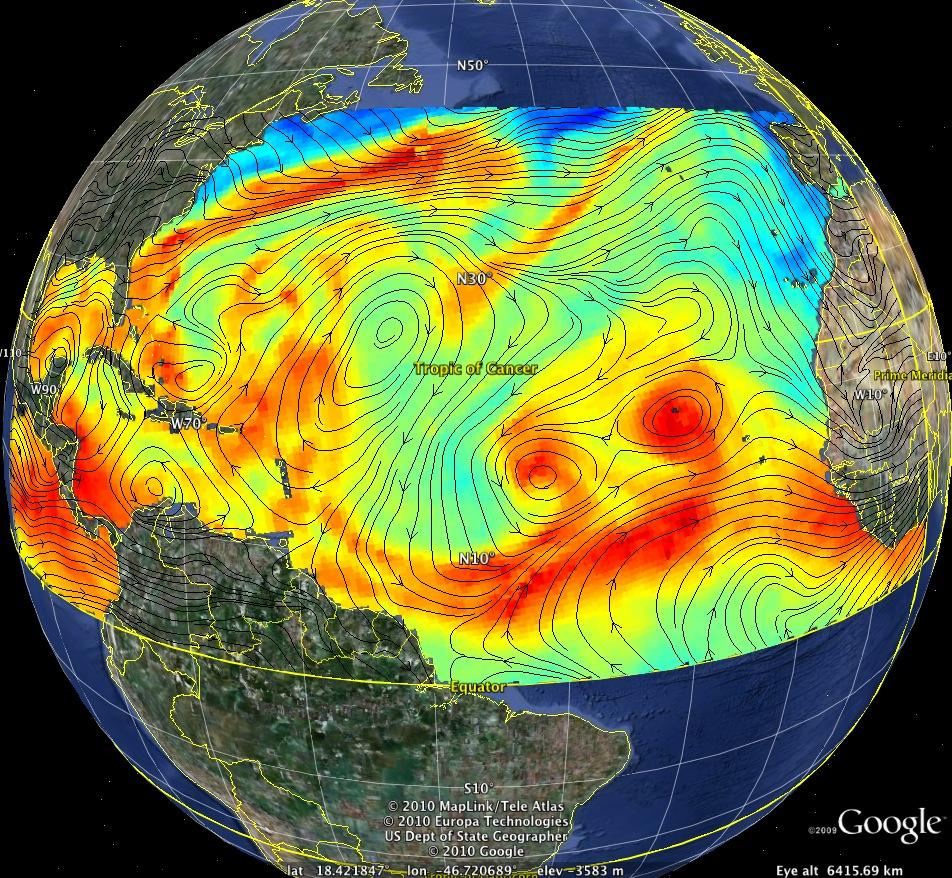 N50°
N30°
Tropic of Cancer
W110
E10°
Prime Meridia
W90
W10°
W70°
N10°
Equator
S10°
© 2010 MapLink/Tele Atlas
© 2010 Europa Technologies
US Dept of State Geographer
© 2010 Google
©2009 Google
lat 18.421847° lon -46.720689° elev -3583 m
Eye alt 6415.69 km